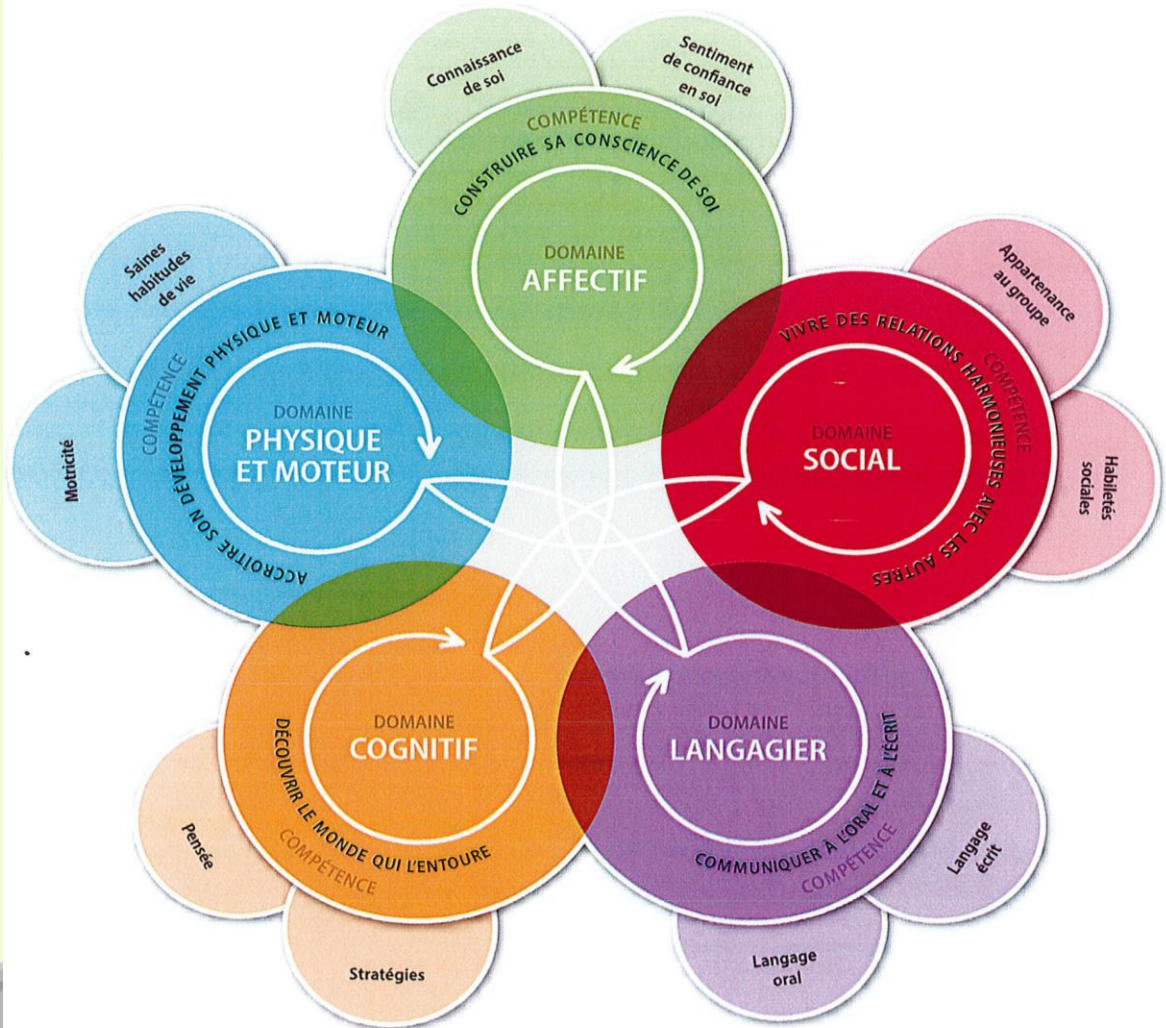 Connaissance
de soi
Sentiment
de confiance
en soi
COMPÉTENCE
CONSTRUIRE SA CONSCIENCE DE SOI
DOMAINE
AFFECTIF
Saines
habitudes
de vie
Motricité
COMPÉTENCE
ACCROÎTRE SON DÉVELOPPEMENT PHYSIQUE ET MOTEUR
DOMAINE
PHYSIQUE
ET MOTEUR
Appartenance
au groupe
Habiletés
sociales
COMPÉTENCE
VIVRE DES RELATIONS HARMONIEUSES AVEC LES AUTRES
DOMAINE
SOCIAL
DOMAINE
COGNITIF
DÉCOUVRIR LE MONDE QUI L'ENTOURE
COMPÉTENCE
Pensée
Stratégies
DOMAINE
LANGAGIER
COMMUNIQUER À L'ORAL ET À L'ÉCRIT
COMPÉTENCE
Langage
écrit
Langage
oral